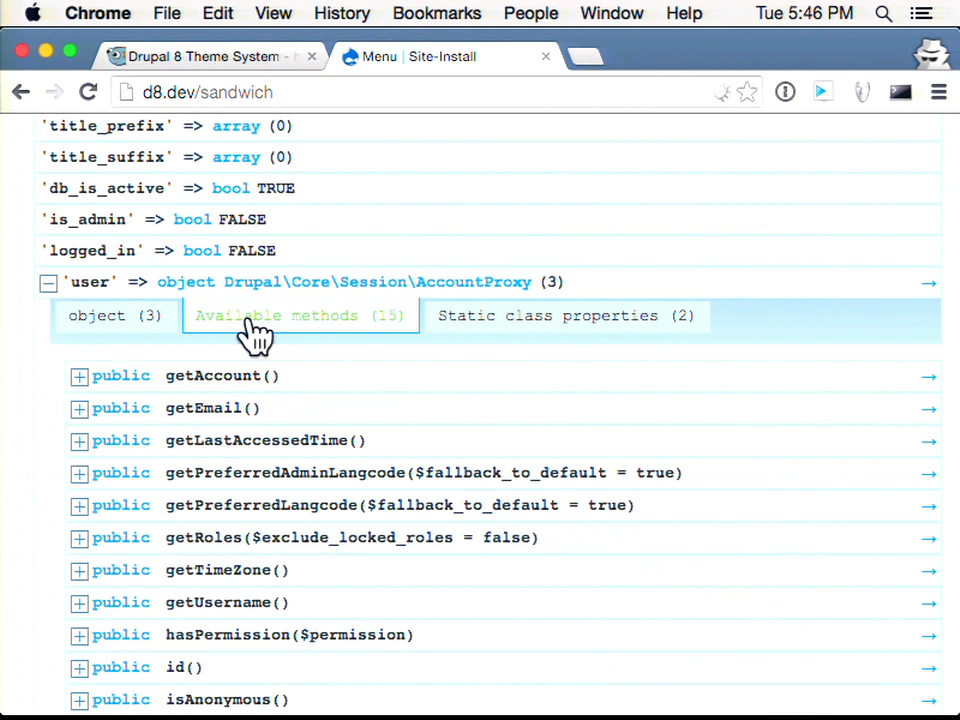 Chrome File Edit View History Bookmarks People Window Help Tue 5:46 PM
Drupal 8 Theme System - Menu | Site-Install
d8.dev/sandwich
'title_prefix' => array (0)
'title_suffix' => array (0)
'db_is_active' => bool TRUE
'is_admin' => bool FALSE
'logged_in' => bool FALSE
'user' => object Drupal\Core\Session\AccountProxy (3) →
object (3) Available methods (15) Static class properties (2)
public getAccount() →
public getEmail() →
public getLastAccessedTime() →
public getPreferredAdminLangcode($fallback_to_default = true) →
public getPreferredLangcode($fallback_to_default = true) →
public getRoles($exclude_locked_roles = false) →
public getTimeZone() →
public getUsername() →
public hasPermission($permission) →
public id() →
public isAnonymous() →